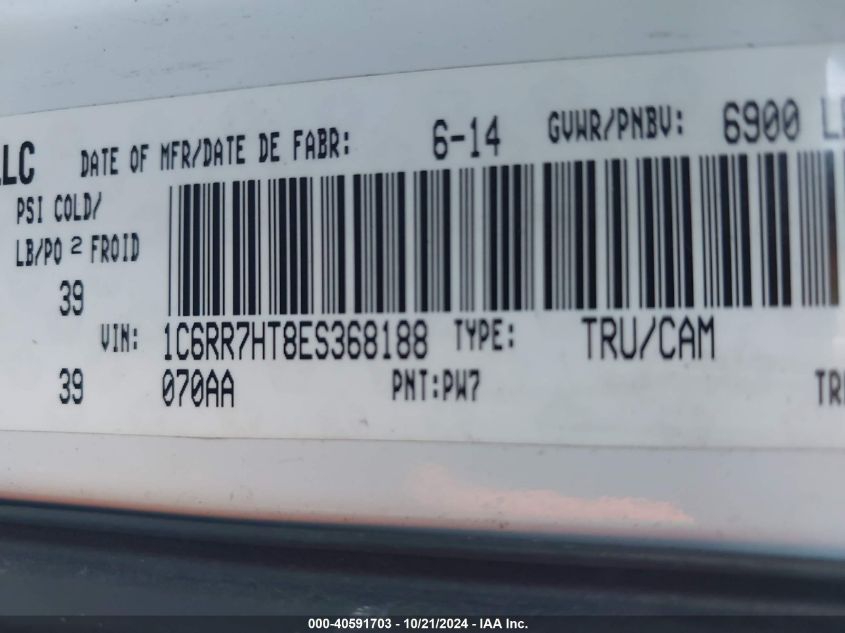 LLC DATE OF MFR/DATE DE FABR: 6-14 GVWR/PNBV: 6900
PSI COLD/
LB/PO 2 FROID
39
VIN: 1C6RR7HT8ES368188 TYPE: TRU/CAM
39 070AA PNT:PW7
000-40591703 - 10/21/2024 - IAA Inc.